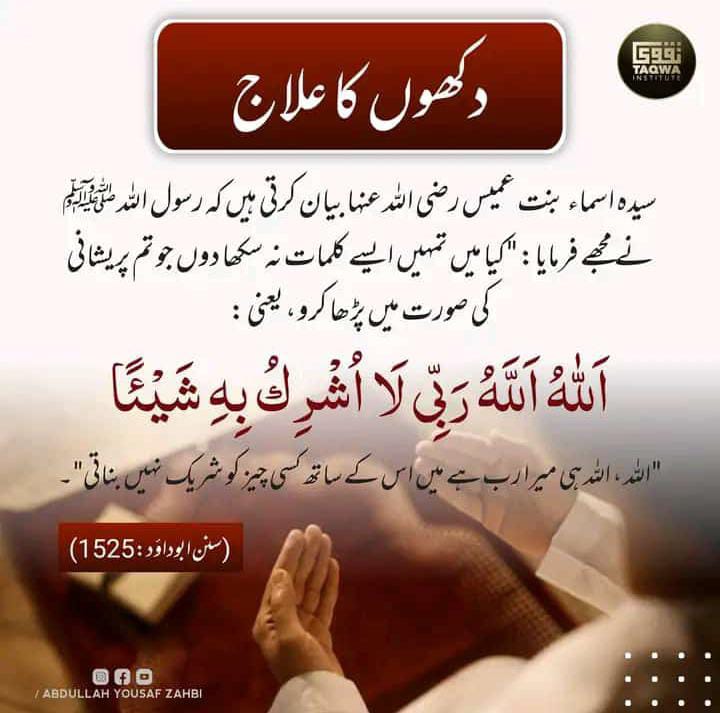 دکھوں کا علاج
تقویٰ
TAQWA
INSTITUTE
سیدہ اسماء بنت عمیس رضی اللہ عنہا بیان کرتی ہیں کہ رسول اللہ ﷺ
نے مجھے فرمایا: "کیا میں تمہیں ایسے کلمات نہ سکھا دوں جو تم پریشانی
کی صورت میں پڑھا کرو، یعنی:
اَللّٰهُ اَللَّهُ رَبِّی لَا اُشْرِكُ بِهِ شَیْئًا
"اللہ، اللہ ہی میرا رب ہے میں اس کے ساتھ کسی چیز کو شریک نہیں بناتی"۔
(سنن ابوداؤد: 1525)
/ ABDULLAH YOUSAF ZAHBI